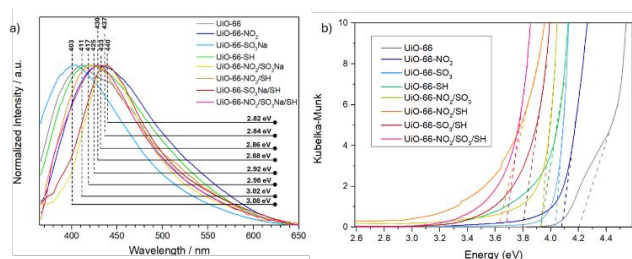 a)
403
411
417
425
430
433
437
440
UiO-66
UiO-66-NO₂
UiO-66-SO₃Na
UiO-66-SH
UiO-66-NO₂/SO₃Na
UiO-66-NO₂/SH
UiO-66-SO₃Na/SH
UiO-66-NO₂/SO₃Na/SH
2.82 eV
2.84 eV
2.86 eV
2.88 eV
2.92 eV
2.98 eV
3.02 eV
3.08 eV
Normalized Intensity / a.u.
400
450
500
550
600
650
Wavelength / nm
b)
10
8
6
4
2
0
Kubelka-Munk
UiO-66
UiO-66-NO₂
UiO-66-SO₃
UiO-66-SH
UiO-66-NO₂/SO₃
UiO-66-NO₂/SH
UiO-66-SO₃/SH
UiO-66-NO₂/SO₃/SH
2.6
2.8
3.0
3.2
3.4
3.6
3.8
4.0
4.2
4.4
Energy (eV)